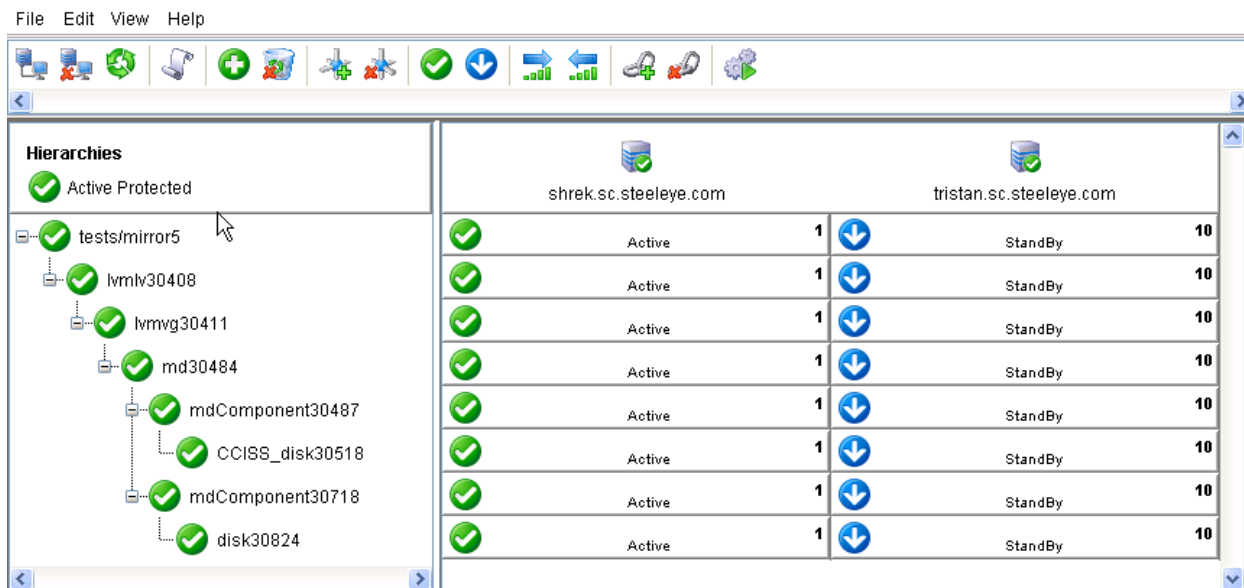 File Edit View Help
Hierarchies
Active Protected
shrek.sc.steeleye.com
tristan.sc.steeleye.com
tests/mirror5
Active 1
StandBy 10
lvmlv30408
Active 1
StandBy 10
lvmvg30411
Active 1
StandBy 10
md30484
Active 1
StandBy 10
mdComponent30487
Active 1
StandBy 10
CCISS_disk30518
Active 1
StandBy 10
mdComponent30718
Active 1
StandBy 10
disk30824
Active 1
StandBy 10